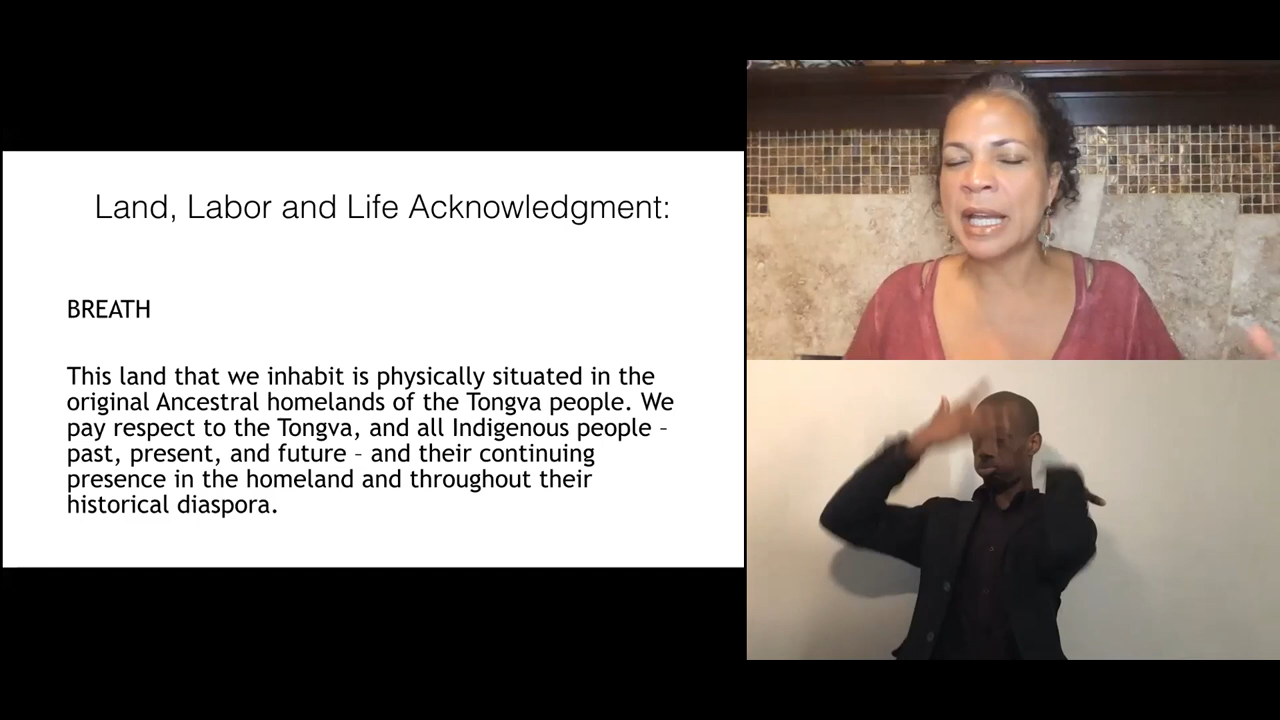 Land, Labor and Life Acknowledgment:
BREATH
This land that we inhabit is physically situated in the
original Ancestral homelands of the Tongva people. We
pay respect to the Tongva, and all Indigenous people –
past, present, and future – and their continuing
presence in the homeland and throughout their
historical diaspora.